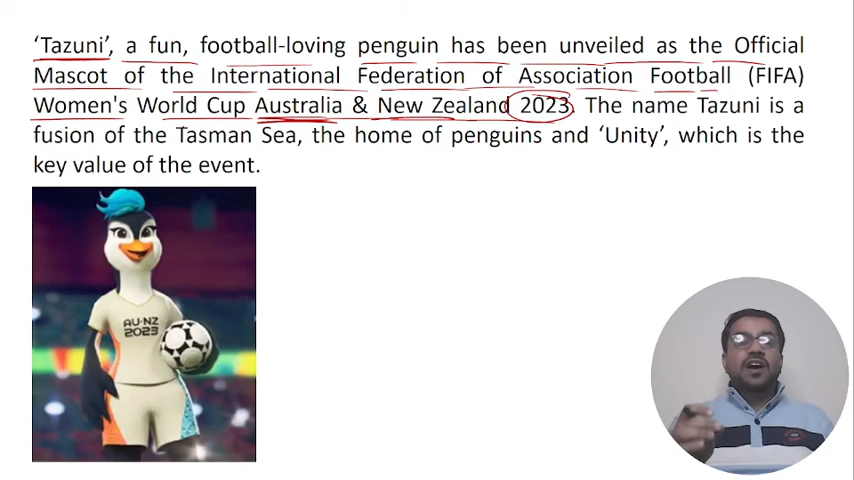 ‘Tazuni’, a fun, football-loving penguin has been unveiled as the Official
Mascot of the International Federation of Association Football (FIFA)
Women's World Cup Australia & New Zealand 2023. The name Tazuni is a
fusion of the Tasman Sea, the home of penguins and ‘Unity’, which is the
key value of the event.
AU·NZ
2023